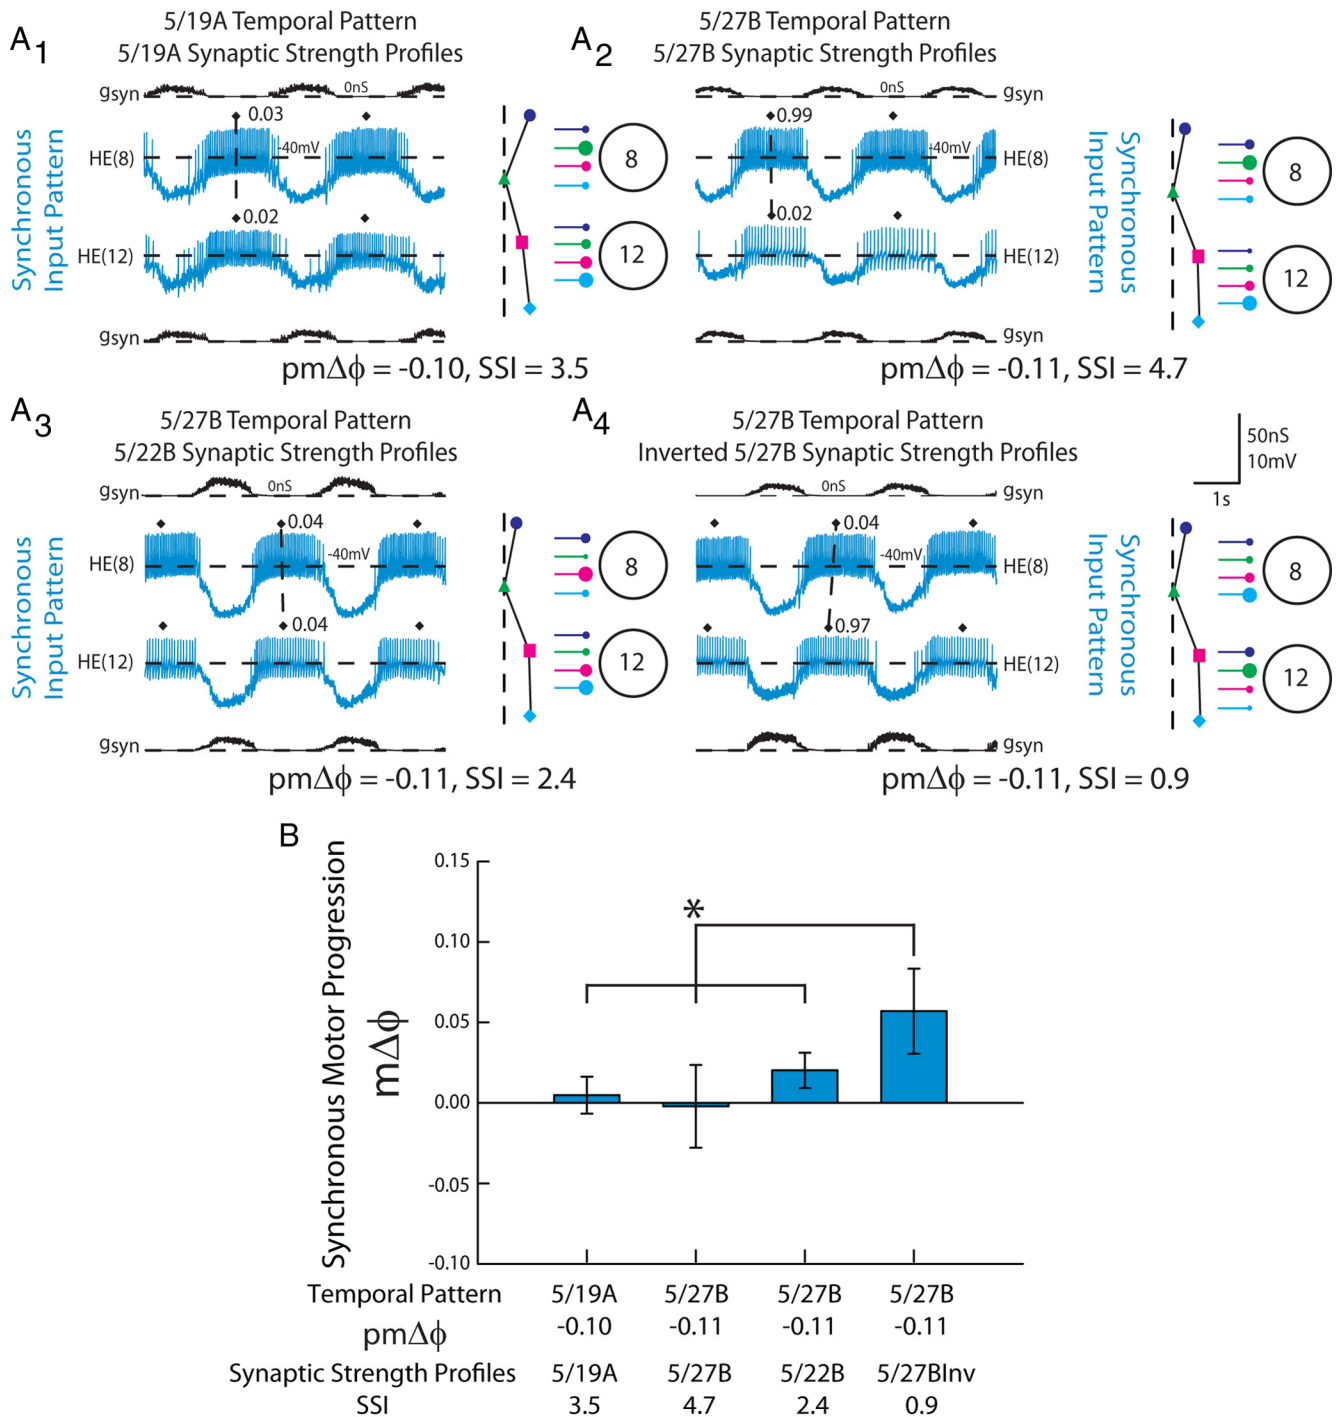 A1
5/19A Temporal Pattern
5/19A Synaptic Strength Profiles
gsyn
0nS
Synchronous
Input Pattern
0.03
HE(8)
-40mV
8
0.02
HE(12)
12
gsyn
pmΔϕ = -0.10, SSI = 3.5
A2
5/27B Temporal Pattern
5/27B Synaptic Strength Profiles
0nS
gsyn
0.99
-40mV
HE(8)
Synchronous
Input Pattern
8
0.02
HE(12)
12
gsyn
pmΔϕ = -0.11, SSI = 4.7
A3
5/27B Temporal Pattern
5/22B Synaptic Strength Profiles
gsyn
0nS
Synchronous
Input Pattern
0.04
-40mV
HE(8)
8
0.04
HE(12)
12
gsyn
pmΔϕ = -0.11, SSI = 2.4
A4
5/27B Temporal Pattern
Inverted 5/27B Synaptic Strength Profiles
50nS
10mV
1s
0nS
gsyn
0.04
-40mV
HE(8)
Synchronous
Input Pattern
8
0.97
HE(12)
12
gsyn
pmΔϕ = -0.11, SSI = 0.9
B
Synchronous Motor Progression
mΔϕ
0.15
0.10
0.05
0.00
-0.05
-0.10
*
Temporal Pattern 5/19A 5/27B 5/27B 5/27B
pmΔϕ -0.10 -0.11 -0.11 -0.11
Synaptic Strength Profiles 5/19A 5/27B 5/22B 5/27BInv
SSI 3.5 4.7 2.4 0.9